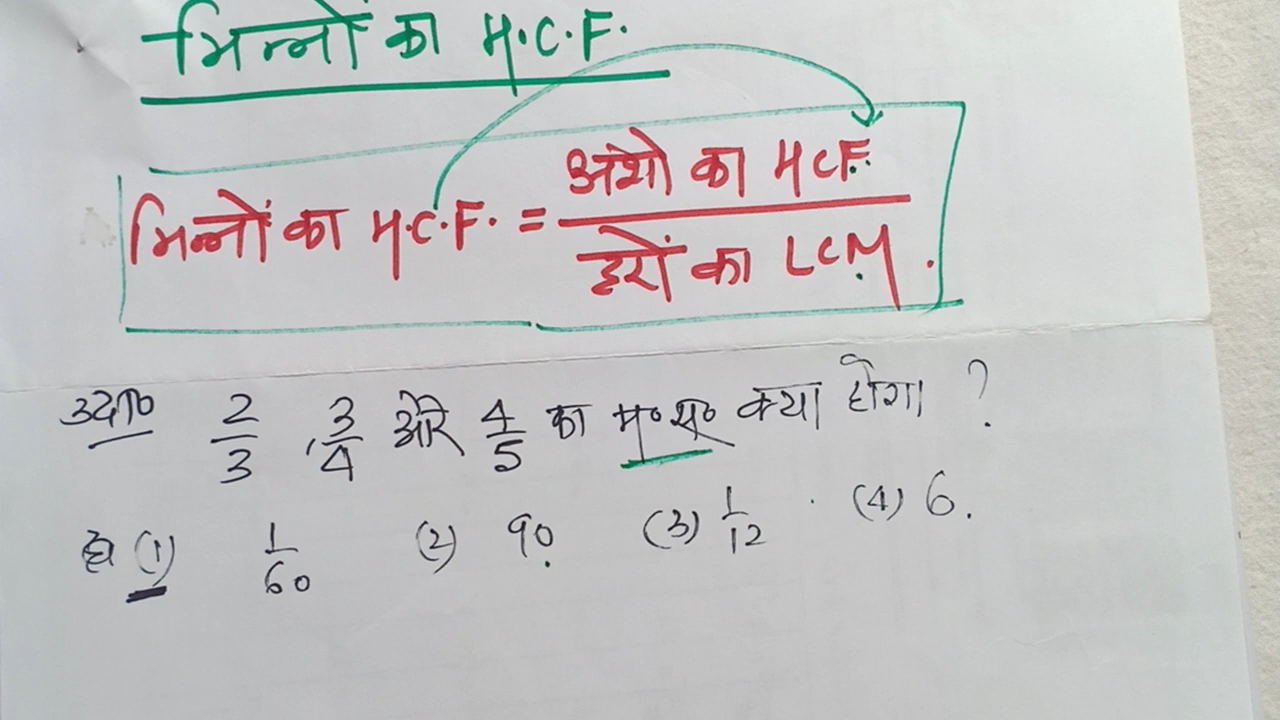 भिन्नों का H.C.F.
भिन्नों का H.C.F. = अंशो का HCF / हरों का LCM.
उदा० 2/3 , 3/4 और 4/5 का म०स० क्या होगा ?
(1) 1/60 (2) 90 (3) 1/12 (4) 6.